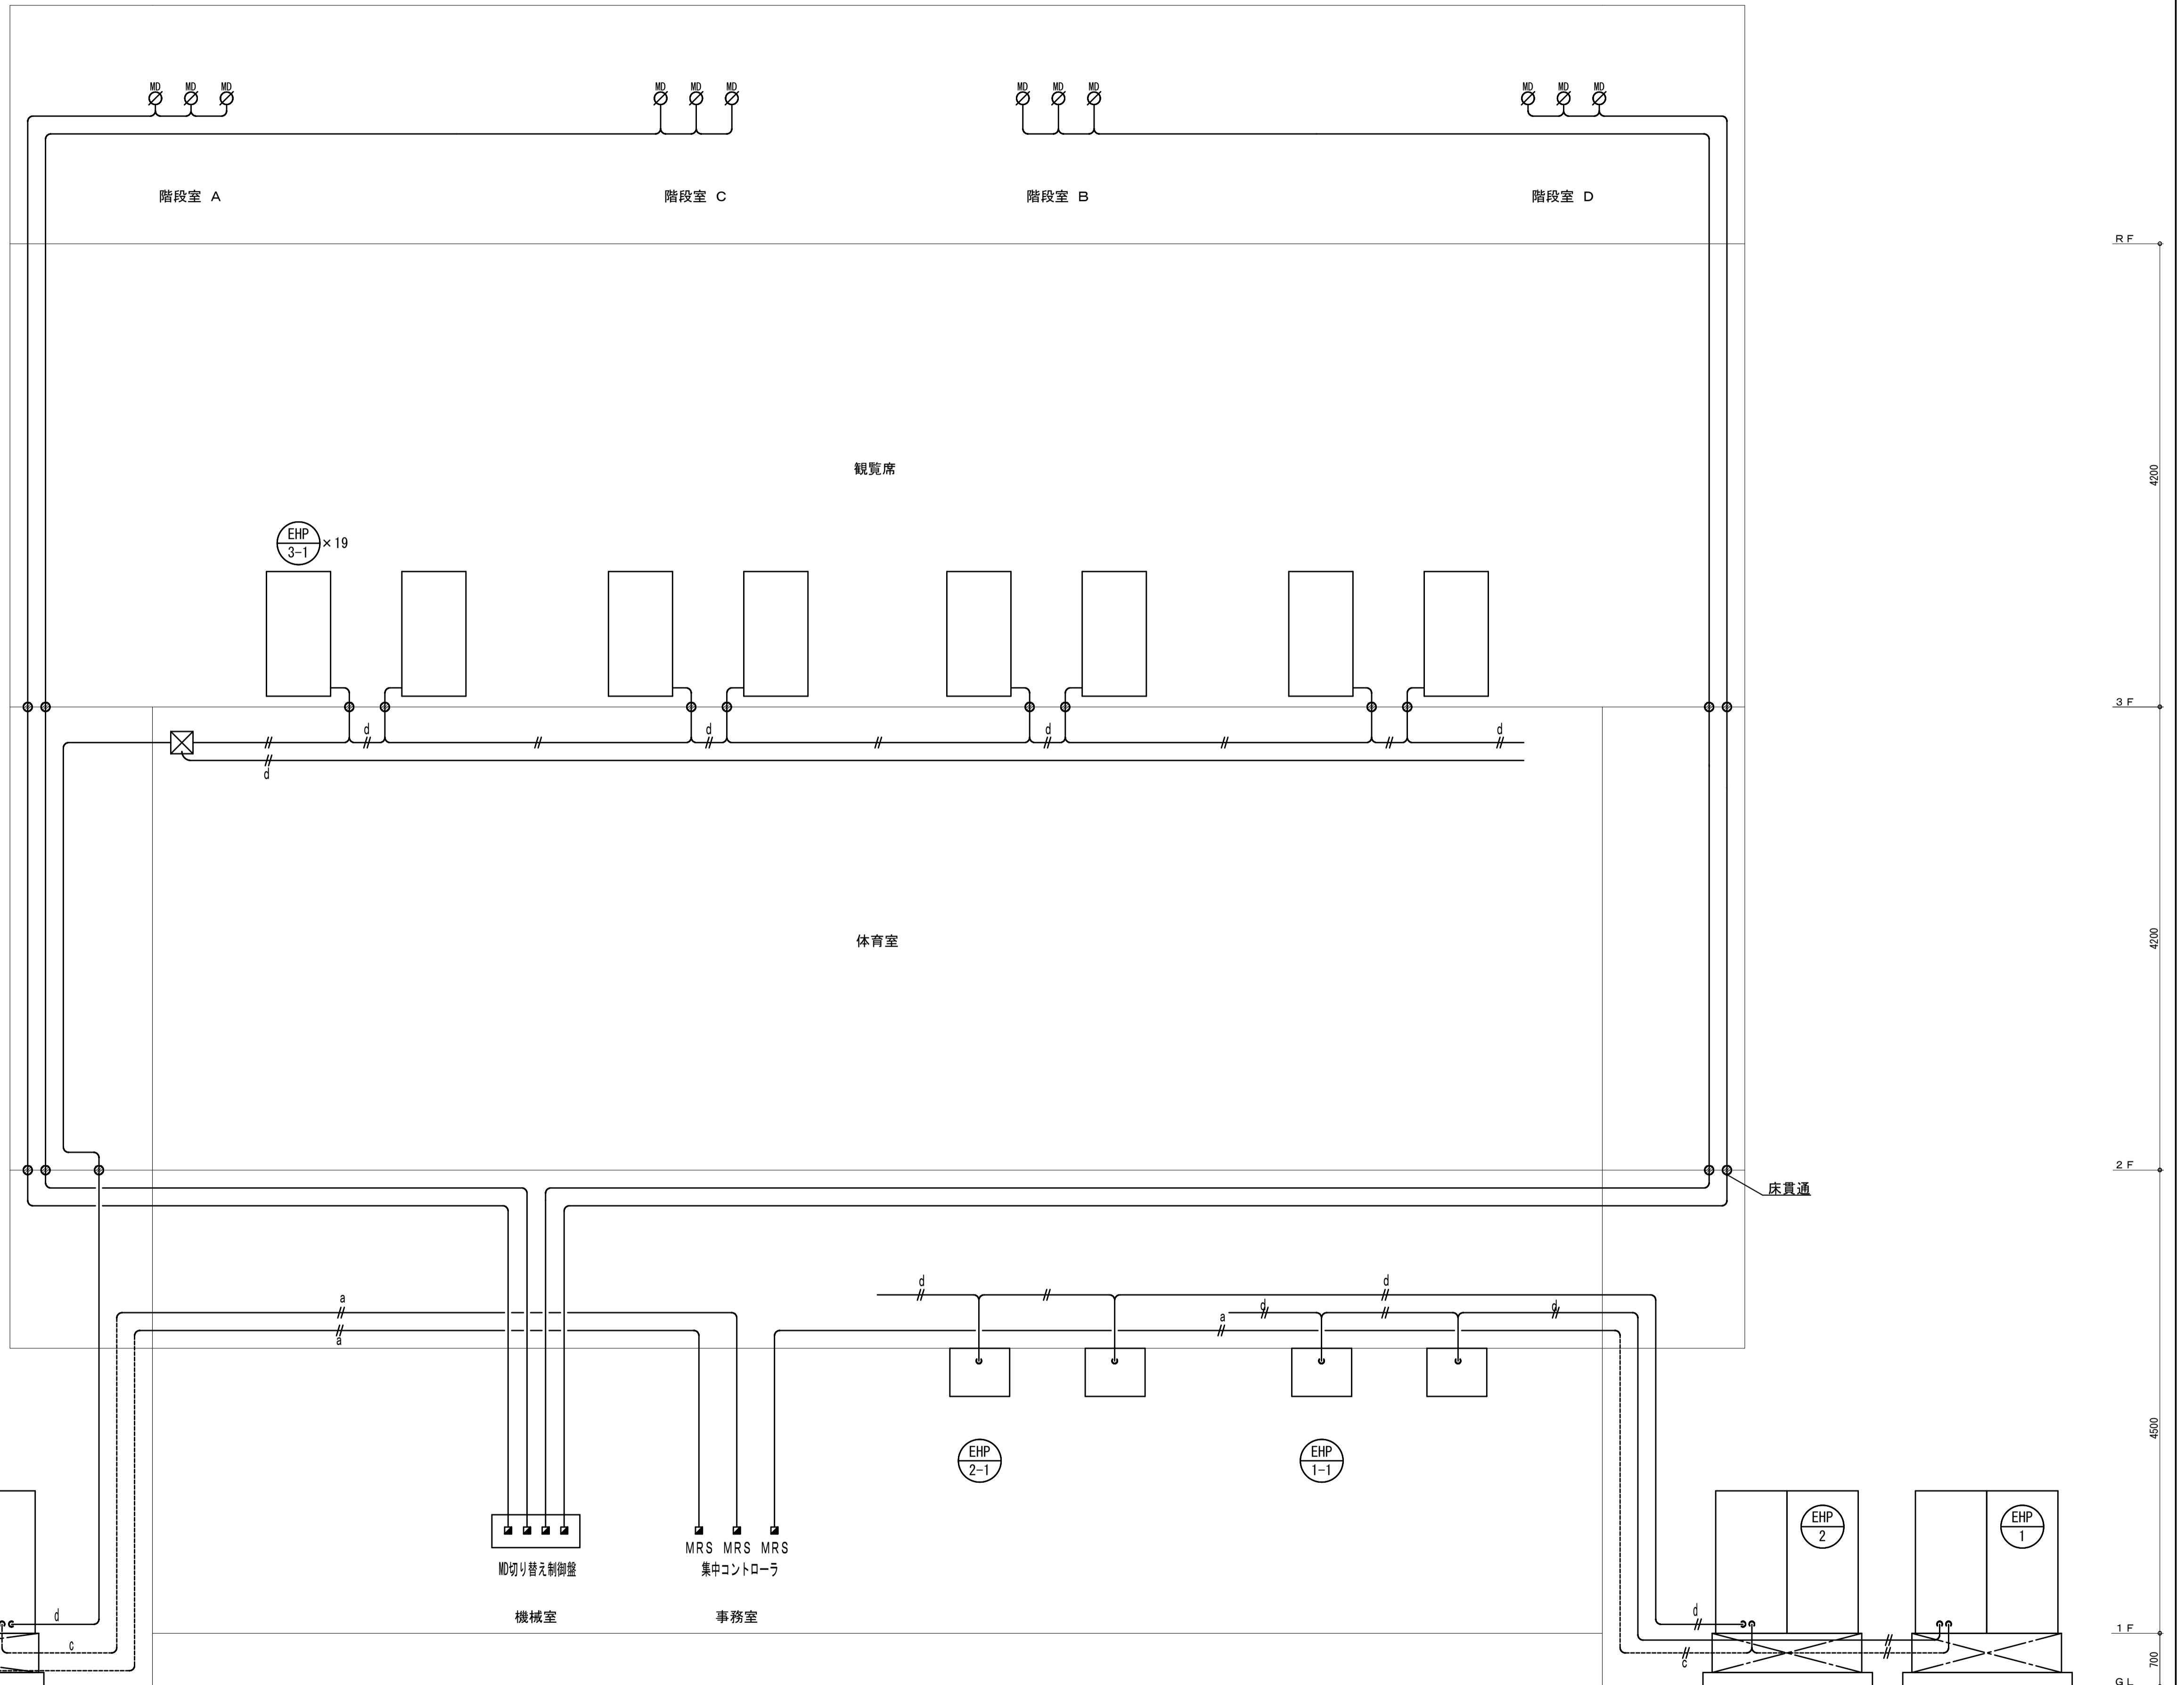 MD MD MD MD MD MD MD MD MD MD MD MD
階段室 A 階段室 C 階段室 B 階段室 D
RF
観覧席
4200
EHP
3-1
×19
3F
d d d d
d
体育室
4200
2F
床貫通
d d
a d d
a
a
EHP
2-1
EHP
1-1
4500
EHP
2
EHP
1
MRS MRS MRS
MD切り替え制御盤 集中コントローラ
機械室 事務室
d d
1F
c c
700
GL